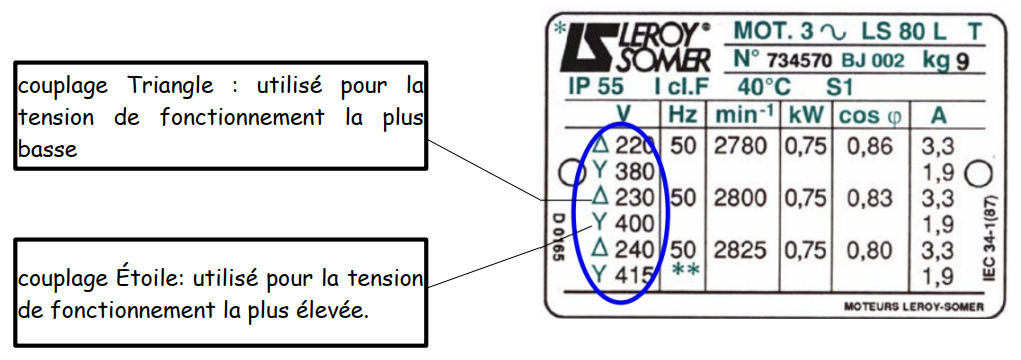 couplage Triangle : utilisé pour la
tension de fonctionnement la plus
basse
couplage Étoile: utilisé pour la tension
de fonctionnement la plus élevée.
* LS LEROY® SOMER
MOT. 3 ~ LS 80 L T
N° 734570 BJ 002 kg 9
IP 55 I cl.F 40°C S1
V Hz min⁻¹ kW cos φ A
Δ 220 50 2780 0,75 0,86 3,3
Y 380 1,9
Δ 230 50 2800 0,75 0,83 3,3
Y 400 1,9
Δ 240 50 2825 0,75 0,80 3,3
Y 415 ** 1,9
D 0165
IEC 34-1(87)
MOTEURS LEROY-SOMER